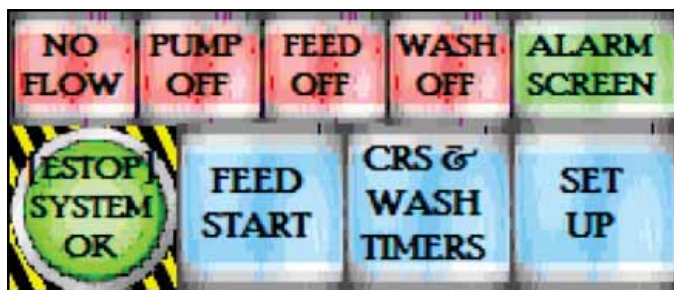 NO
FLOW
PUMP
OFF
FEED
OFF
WASH
OFF
ALARM
SCREEN
[ESTOP]
SYSTEM
OK
FEED
START
CRS &
WASH
TIMERS
SET
UP